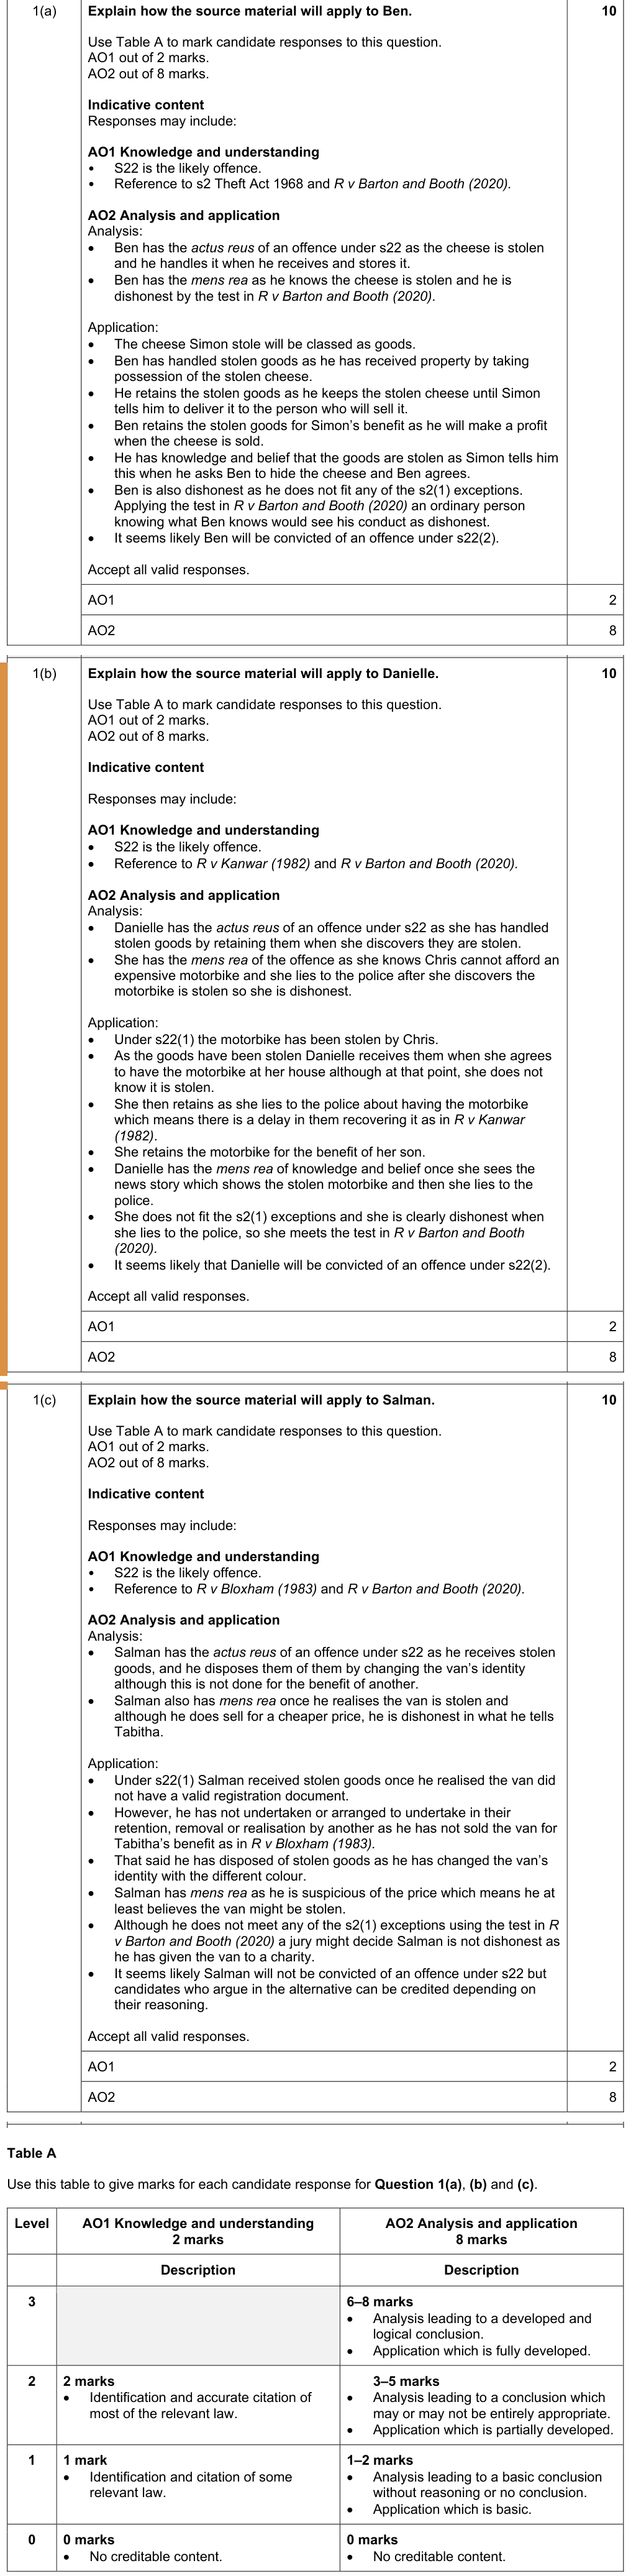 1(a)
Explain how the source material will apply to Ben.
10
Use Table A to mark candidate responses to this question.
AO1 out of 2 marks.
AO2 out of 8 marks.
Indicative content
Responses may include:
AO1 Knowledge and understanding
• S22 is the likely offence.
• Reference to s2 Theft Act 1968 and R v Barton and Booth (2020).
AO2 Analysis and application
Analysis:
• Ben has the actus reus of an offence under s22 as the cheese is stolen
and he handles it when he receives and stores it.
• Ben has the mens rea as he knows the cheese is stolen and he is
dishonest by the test in R v Barton and Booth (2020).
Application:
• The cheese Simon stole will be classed as goods.
• Ben has handled stolen goods as he has received property by taking
possession of the stolen cheese.
• He retains the stolen goods as he keeps the stolen cheese until Simon
tells him to deliver it to the person who will sell it.
• Ben retains the stolen goods for Simon's benefit as he will make a profit
when the cheese is sold.
• He has knowledge and belief that the goods are stolen as Simon tells him
this when he asks Ben to hide the cheese and Ben agrees.
• Ben is also dishonest as he does not fit any of the s2(1) exceptions.
Applying the test in R v Barton and Booth (2020) an ordinary person
knowing what Ben knows would see his conduct as dishonest.
• It seems likely Ben will be convicted of an offence under s22(2).
Accept all valid responses.
AO1
2
AO2
8
1(b)
Explain how the source material will apply to Danielle.
10
Use Table A to mark candidate responses to this question.
AO1 out of 2 marks.
AO2 out of 8 marks.
Indicative content
Responses may include:
AO1 Knowledge and understanding
• S22 is the likely offence.
• Reference to R v Kanwar (1982) and R v Barton and Booth (2020).
AO2 Analysis and application
Analysis:
• Danielle has the actus reus of an offence under s22 as she has handled
stolen goods by retaining them when she discovers they are stolen.
• She has the mens rea of the offence as she knows Chris cannot afford an
expensive motorbike and she lies to the police after she discovers the
motorbike is stolen so she is dishonest.
Application:
• Under s22(1) the motorbike has been stolen by Chris.
• As the goods have been stolen Danielle receives them when she agrees
to have the motorbike at her house although at that point, she does not
know it is stolen.
• She then retains as she lies to the police about having the motorbike
which means there is a delay in them recovering it as in R v Kanwar
(1982).
• She retains the motorbike for the benefit of her son.
• Danielle has the mens rea of knowledge and belief once she sees the
news story which shows the stolen motorbike and then she lies to the
police.
• She does not fit the s2(1) exceptions and she is clearly dishonest when
she lies to the police, so she meets the test in R v Barton and Booth
(2020).
• It seems likely that Danielle will be convicted of an offence under s22(2).
Accept all valid responses.
AO1
2
AO2
8
1(c)
Explain how the source material will apply to Salman.
10
Use Table A to mark candidate responses to this question.
AO1 out of 2 marks.
AO2 out of 8 marks.
Indicative content
Responses may include:
AO1 Knowledge and understanding
• S22 is the likely offence.
• Reference to R v Bloxham (1983) and R v Barton and Booth (2020).
AO2 Analysis and application
Analysis:
• Salman has the actus reus of an offence under s22 as he receives stolen
goods, and he disposes them of them by changing the van's identity
although this is not done for the benefit of another.
• Salman also has mens rea once he realises the van is stolen and
although he does sell for a cheaper price, he is dishonest in what he tells
Tabitha.
Application:
• Under s22(1) Salman received stolen goods once he realised the van did
not have a valid registration document.
• However, he has not undertaken or arranged to undertake in their
retention, removal or realisation by another as he has not sold the van for
Tabitha's benefit as in R v Bloxham (1983).
• That said he has disposed of stolen goods as he has changed the van's
identity with the different colour.
• Salman has mens rea as he is suspicious of the price which means he at
least believes the van might be stolen.
• Although he does not meet any of the s2(1) exceptions using the test in R
v Barton and Booth (2020) a jury might decide Salman is not dishonest as
he has given the van to a charity.
• It seems likely Salman will not be convicted of an offence under s22 but
candidates who argue in the alternative can be credited depending on
their reasoning.
Accept all valid responses.
AO1
2
AO2
8
Table A
Use this table to give marks for each candidate response for Question 1(a), (b) and (c).
Level
AO1 Knowledge and understanding
2 marks
AO2 Analysis and application
8 marks
Description
Description
3
6–8 marks
• Analysis leading to a developed and
logical conclusion.
• Application which is fully developed.
2
2 marks
• Identification and accurate citation of
most of the relevant law.
3–5 marks
• Analysis leading to a conclusion which
may or may not be entirely appropriate.
• Application which is partially developed.
1
1 mark
• Identification and citation of some
relevant law.
1–2 marks
• Analysis leading to a basic conclusion
without reasoning or no conclusion.
• Application which is basic.
0
0 marks
• No creditable content.
0 marks
• No creditable content.